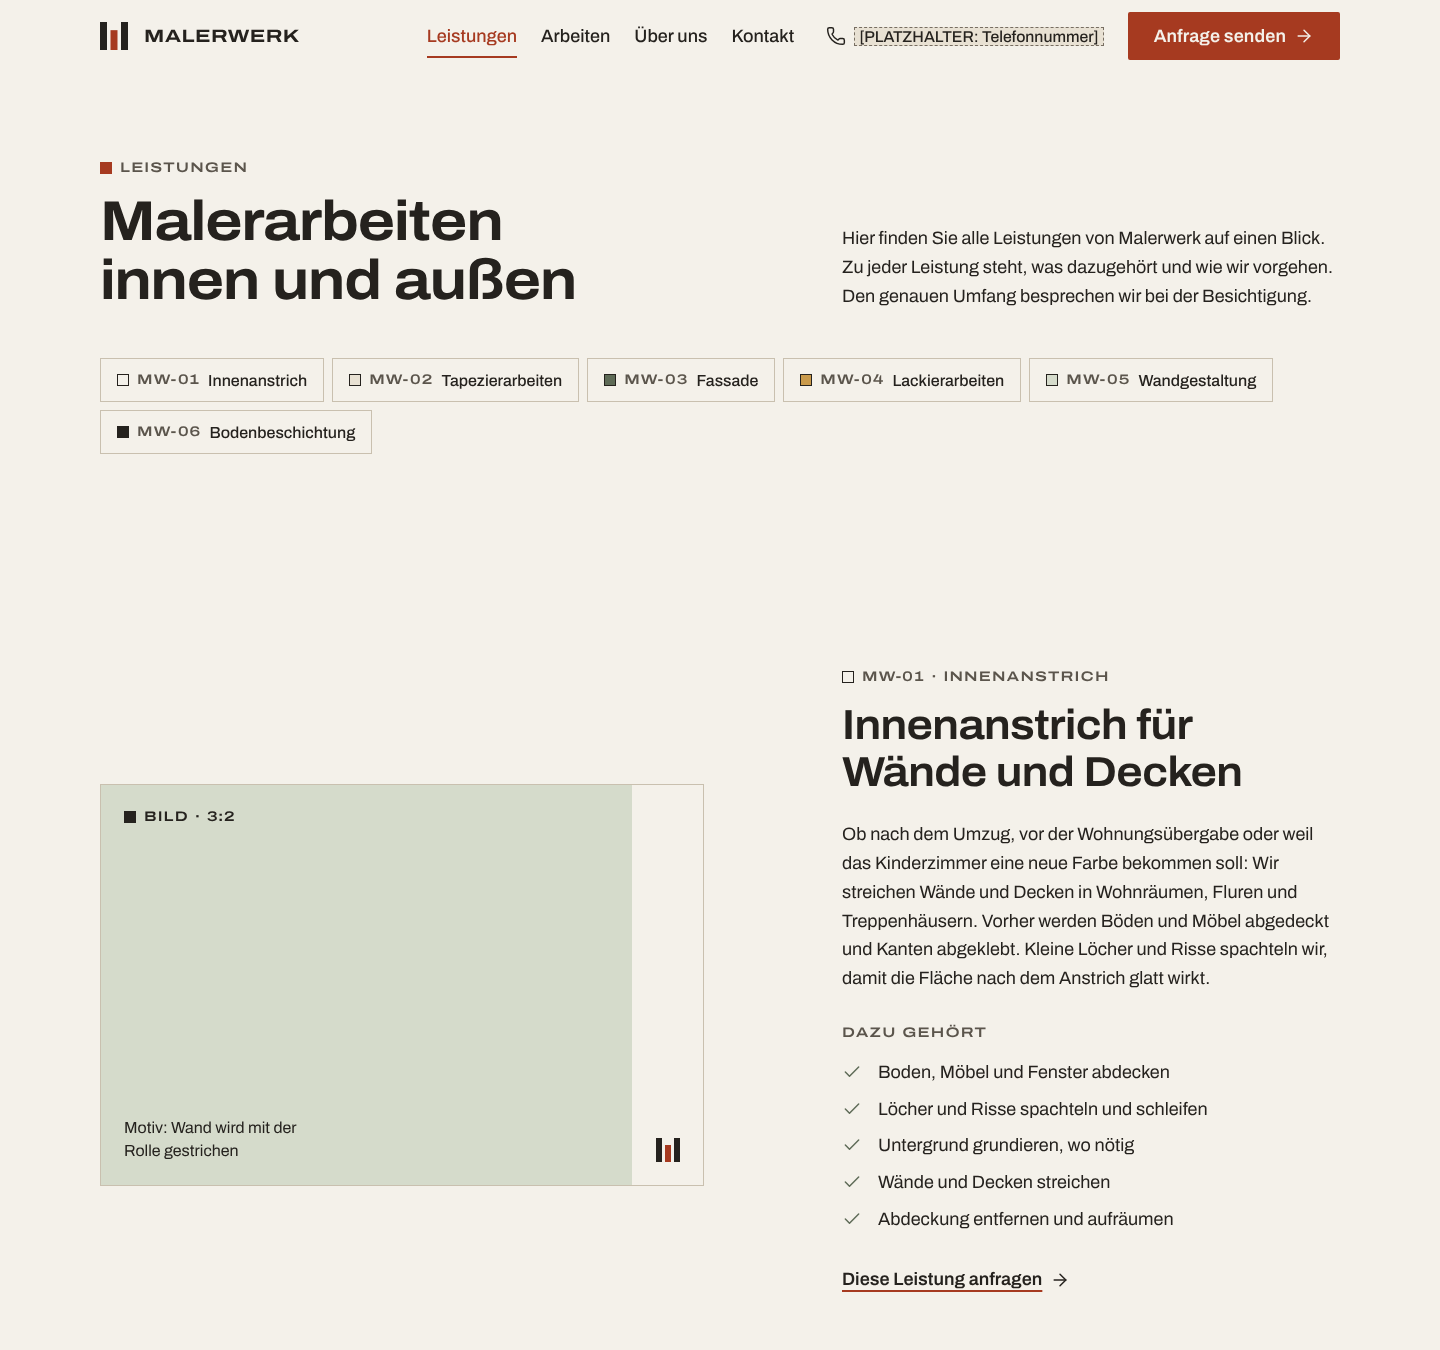 MALERWERK
Leistungen Arbeiten Über uns Kontakt [PLATZHALTER: Telefonnummer] Anfrage senden
LEISTUNGEN
Malerarbeiten
innen und außen
Hier finden Sie alle Leistungen von Malerwerk auf einen Blick.
Zu jeder Leistung steht, was dazugehört und wie wir vorgehen.
Den genauen Umfang besprechen wir bei der Besichtigung.
MW-01 Innenanstrich MW-02 Tapezierarbeiten MW-03 Fassade MW-04 Lackierarbeiten MW-05 Wandgestaltung
MW-06 Bodenbeschichtung
BILD · 3:2
Motiv: Wand wird mit der
Rolle gestrichen
MW-01 · INNENANSTRICH
Innenanstrich für
Wände und Decken
Ob nach dem Umzug, vor der Wohnungsübergabe oder weil
das Kinderzimmer eine neue Farbe bekommen soll: Wir
streichen Wände und Decken in Wohnräumen, Fluren und
Treppenhäusern. Vorher werden Böden und Möbel abgedeckt
und Kanten abgeklebt. Kleine Löcher und Risse spachteln wir,
damit die Fläche nach dem Anstrich glatt wirkt.
DAZU GEHÖRT
Boden, Möbel und Fenster abdecken
Löcher und Risse spachteln und schleifen
Untergrund grundieren, wo nötig
Wände und Decken streichen
Abdeckung entfernen und aufräumen
Diese Leistung anfragen